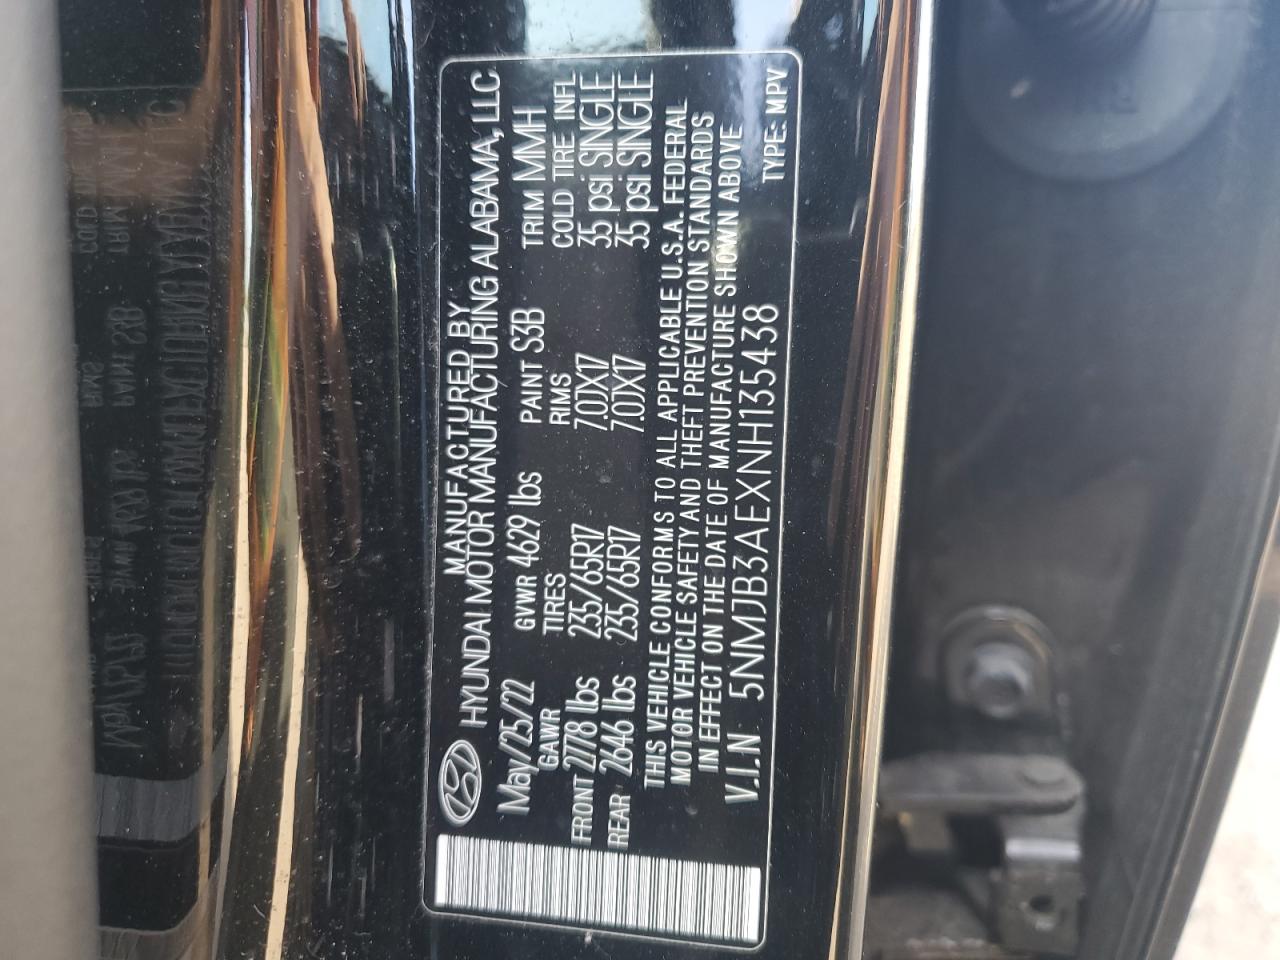 MANUFACTURED BY
HYUNDAI MOTOR MANUFACTURING ALABAMA, LLC
May/25/22 GVWR 4629 lbs PAINT S3B TRIM MMH
GAWR TIRES RIMS COLD TIRE INFL
FRONT 2778 lbs 235/65R17 7.0JX17 35 psi SINGLE
REAR 2646 lbs 235/65R17 7.0JX17 35 psi SINGLE
THIS VEHICLE CONFORMS TO ALL APPLICABLE U.S.A. FEDERAL
MOTOR VEHICLE SAFETY AND THEFT PREVENTION STANDARDS
IN EFFECT ON THE DATE OF MANUFACTURE SHOWN ABOVE
V.I.N 5NMJB3AEXNH135438 TYPE: MPV